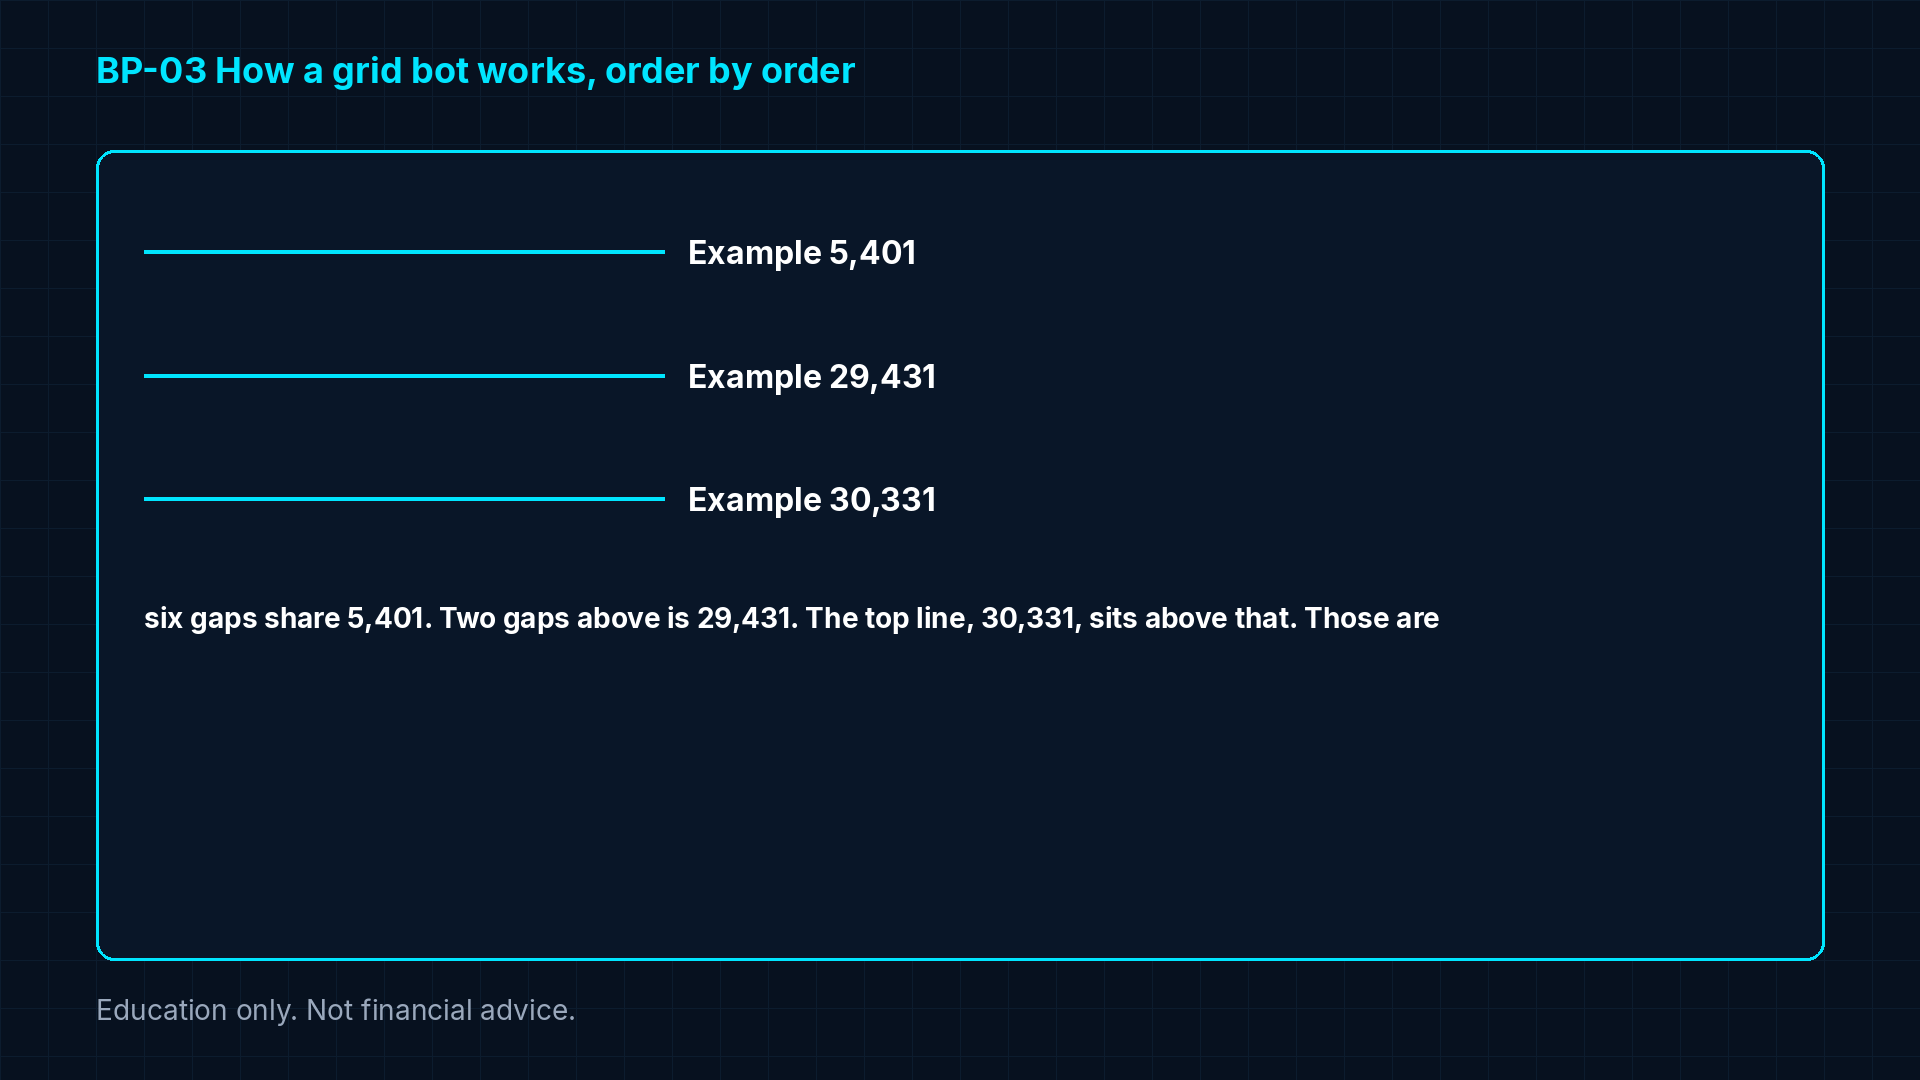 BP-03 How a grid bot works, order by order
Example 5,401
Example 29,431
Example 30,331
six gaps share 5,401. Two gaps above is 29,431. The top line, 30,331, sits above that. Those are
Education only. Not financial advice.